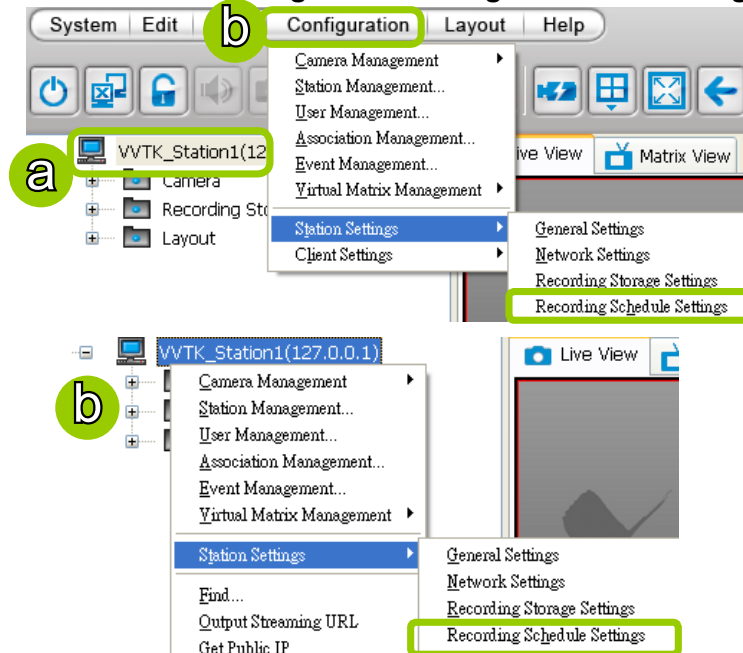 System Edit Configuration Layout Help
b
Camera Management
Station Management...
User Management...
Association Management...
Event Management...
Virtual Matrix Management
Station Settings
Client Settings
a
VVTK_Station1(12
Camera
Recording Sto
Layout
ive View Matrix View
General Settings
Network Settings
Recording Storage Settings
Recording Schedule Settings
VVTK_Station1(127.0.0.1)
Live View
b
Camera Management
Station Management...
User Management...
Association Management...
Event Management...
Virtual Matrix Management
Station Settings
Find...
Output Streaming URL
Get Public IP
General Settings
Network Settings
Recording Storage Settings
Recording Schedule Settings